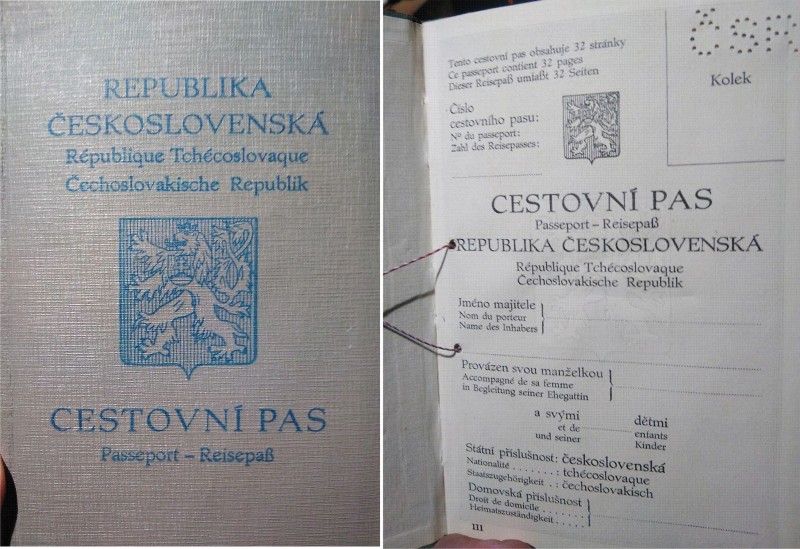 REPUBLIKA
ČESKOSLOVENSKÁ
République Tchécoslovaque
Čechoslovakische Republik
CESTOVNÍ PAS
Passeport – Reisepaß
ČSR
Tento cestovní pas obsahuje 32 stránky
Ce passeport contient 32 pages
Dieser Reisepaß umfaßt 32 Seiten
Kolek
Číslo
cestovního pasu:
Nº du passeport:
Zahl des Reisepasses:
CESTOVNÍ PAS
Passeport – Reisepaß
REPUBLIKA ČESKOSLOVENSKÁ
République Tchécoslovaque
Čechoslovakische Republik
Jméno majitele
Nom du porteur
Name des Inhabers
Provázen svou manželkou
Accompagné de sa femme
in Begleitung seiner Ehegattin
a svými dětmi
et de enfants
und seiner Kinder
Státní příslušnost: československá
Nationalité . . . . . . . : tchécoslovaque
Staatszugehörigkeit . . : čechoslovakisch
Domovská příslušnost
Droit de domicile . . . . .
Heimatszuständigkeit . . . . .
III